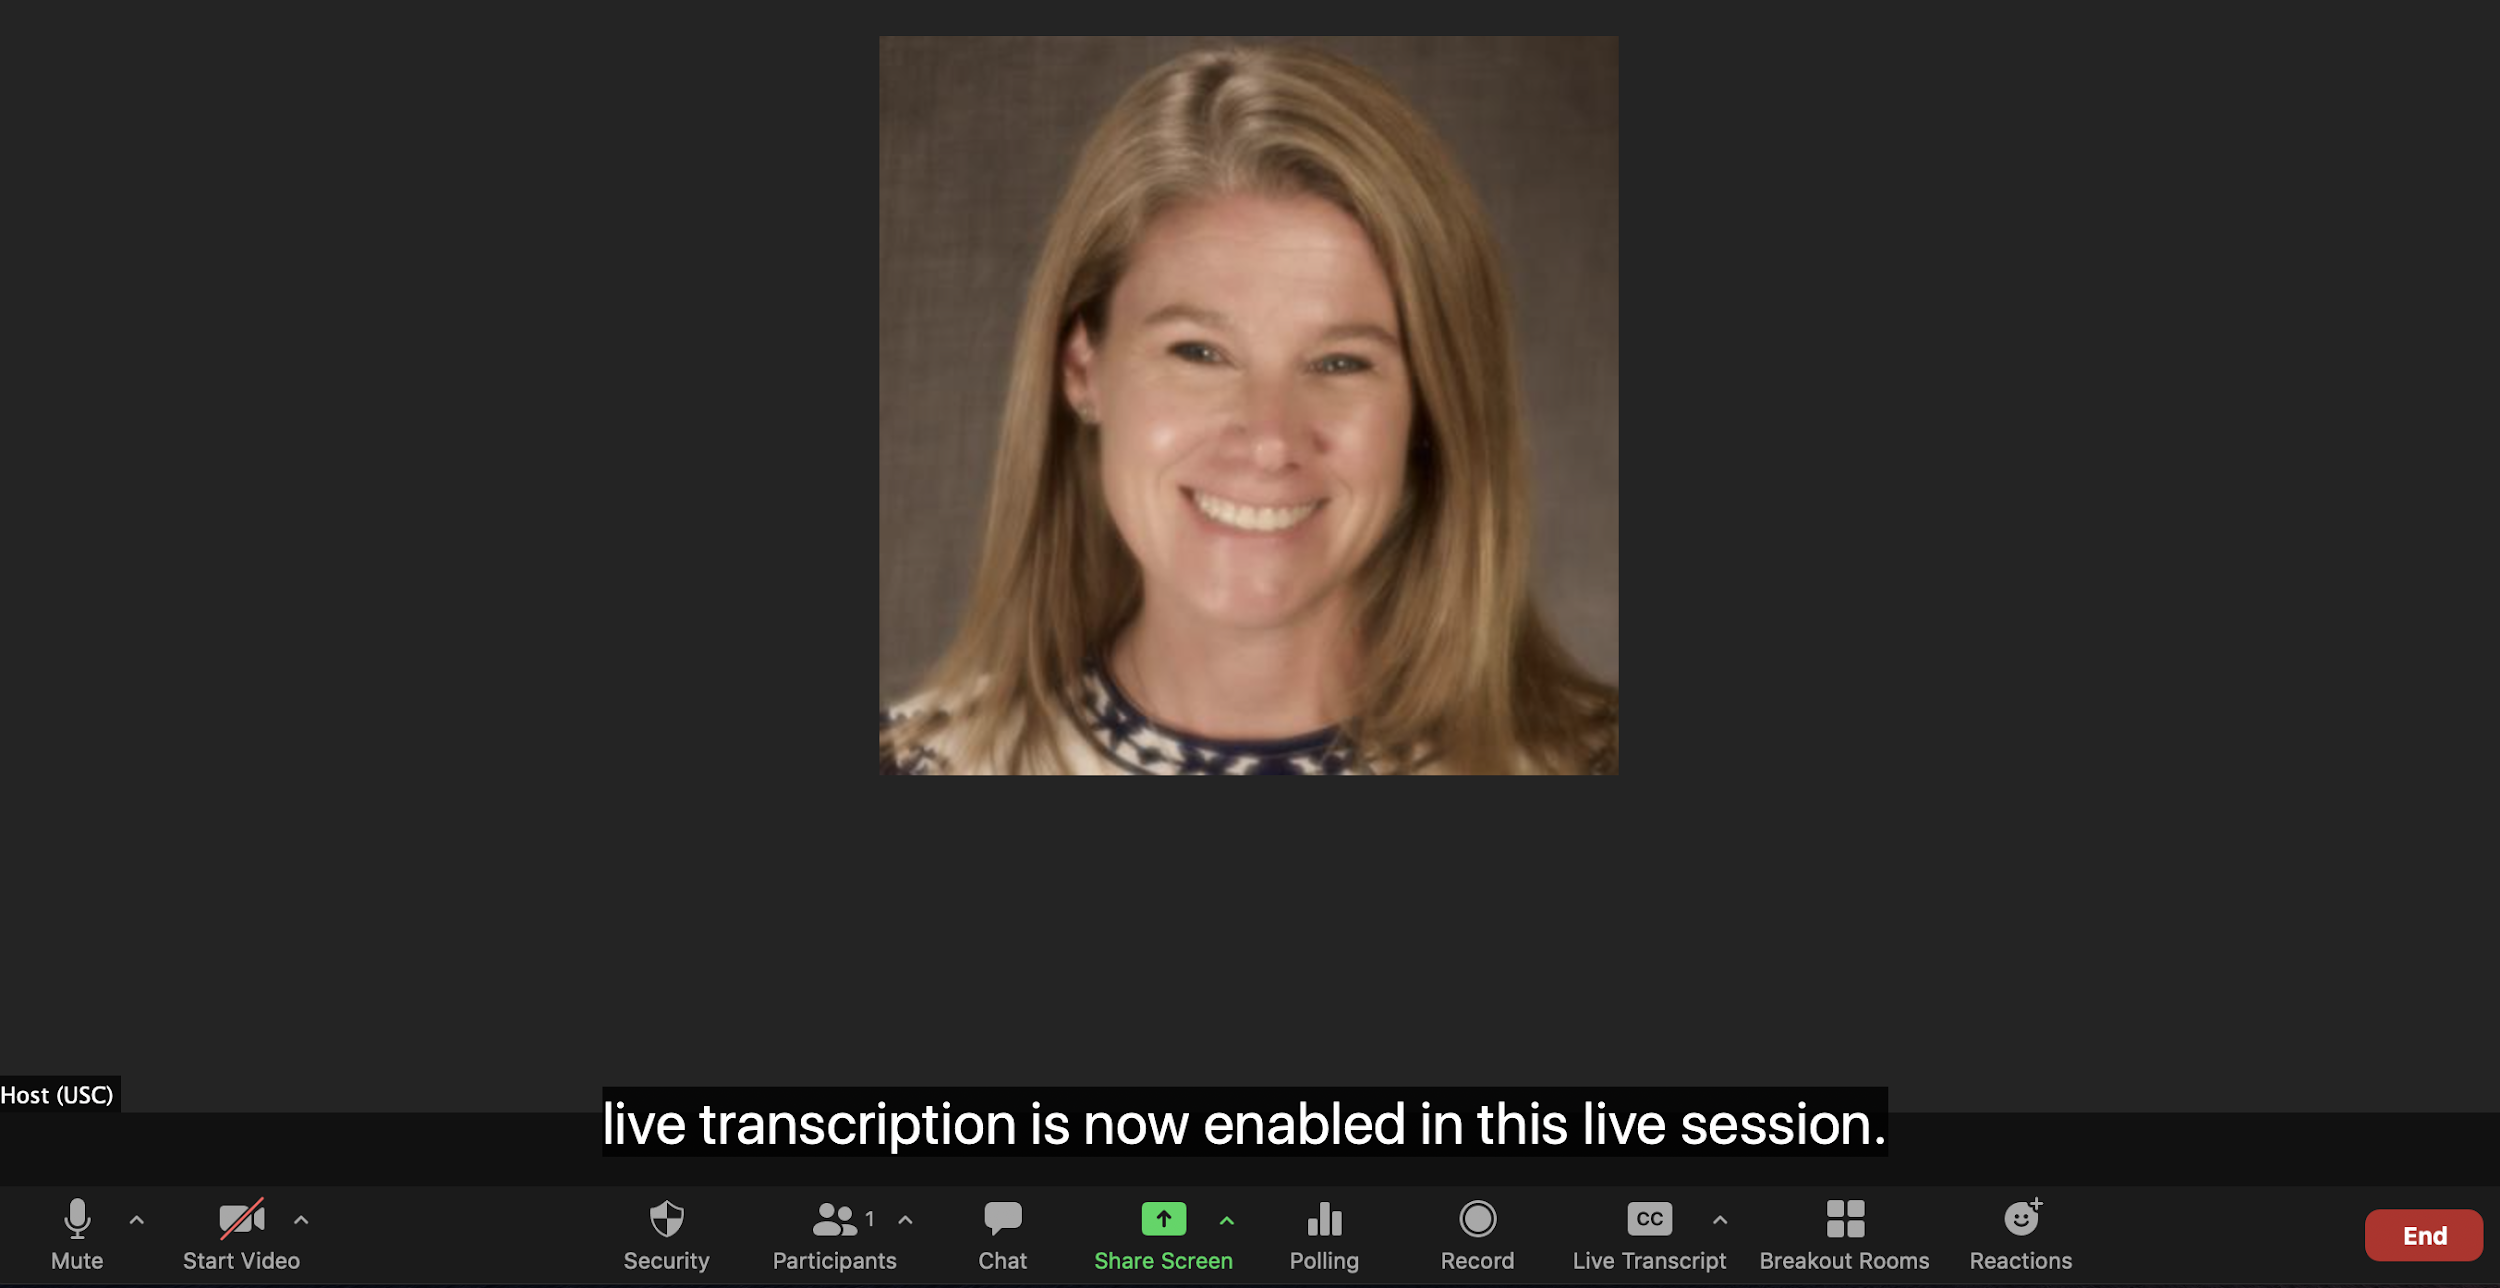 Host (USC)
live transcription is now enabled in this live session.
1
CC
Mute
Start Video
Security
Participants
Chat
Share Screen
Polling
Record
Live Transcript
Breakout Rooms
Reactions
End